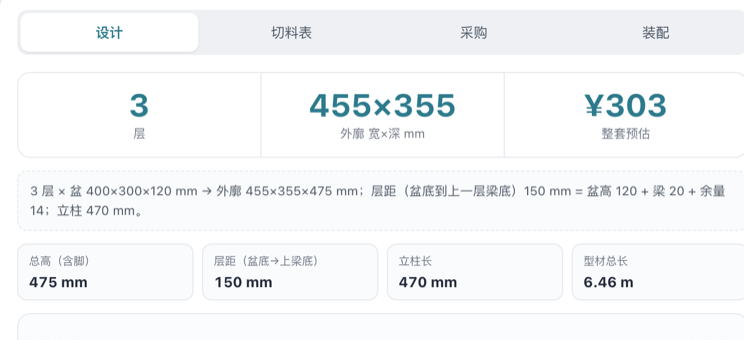 设计 切料表 采购 装配
3 455×355 ¥303
层 外廓 宽×深 mm 整套预估
3 层 × 盆 400×300×120 mm → 外廓 455×355×475 mm；层距（盆底到上一层梁底）150 mm = 盆高 120 + 梁 20 + 余量
14；立柱 470 mm。
总高（含脚） 层距（盆底→上梁底） 立柱长 型材总长
475 mm 150 mm 470 mm 6.46 m